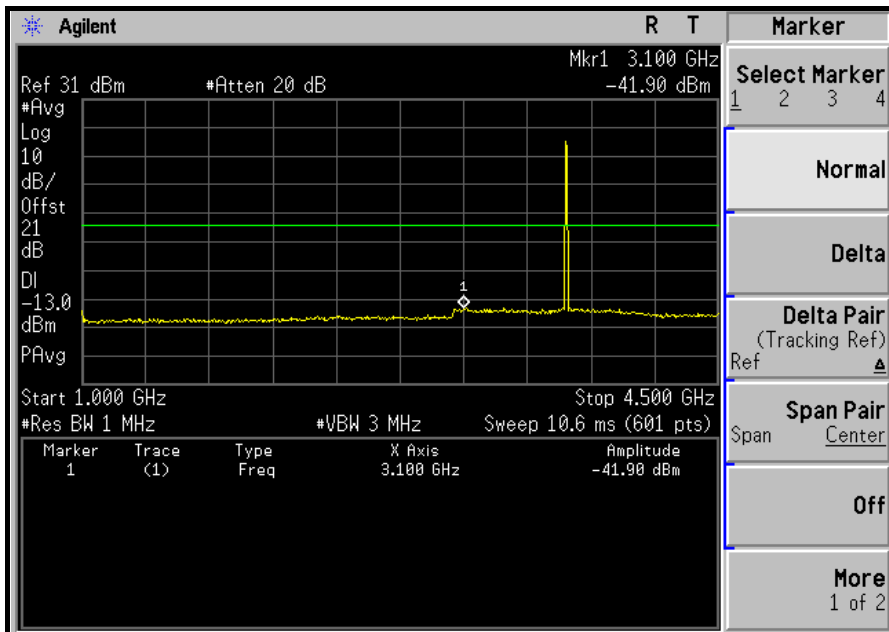 Agilent R T Marker
Mkr1 3.100 GHz
Ref 31 dBm #Atten 20 dB -41.90 dBm
#Avg
Log
10
dB/
Offst
21
dB
DI
-13.0
dBm
PAvg
1
Start 1.000 GHz Stop 4.500 GHz
#Res BW 1 MHz #VBW 3 MHz Sweep 10.6 ms (601 pts)
Marker Trace Type X Axis Amplitude
1 (1) Freq 3.100 GHz -41.90 dBm
Select Marker
1 2 3 4
Normal
Delta
Delta Pair
(Tracking Ref)
Ref Δ
Span Pair
Span Center
Off
More
1 of 2